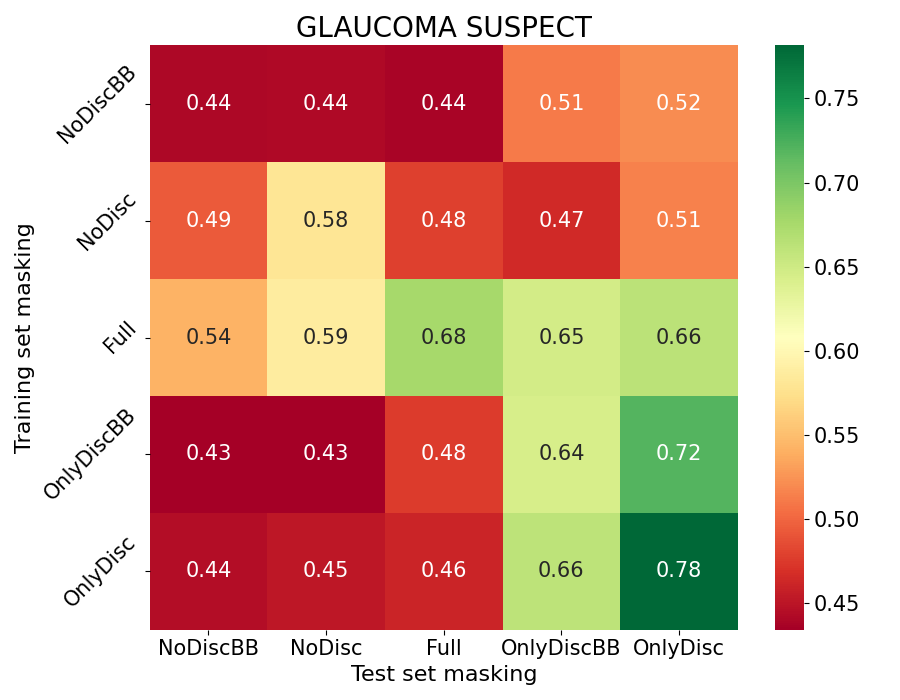 GLAUCOMA SUSPECT
Training set masking
NoDiscBB 0.44 0.44 0.44 0.51 0.52
NoDisc 0.49 0.58 0.48 0.47 0.51
Full 0.54 0.59 0.68 0.65 0.66
OnlyDiscBB 0.43 0.43 0.48 0.64 0.72
OnlyDisc 0.44 0.45 0.46 0.66 0.78
NoDiscBB NoDisc Full OnlyDiscBB OnlyDisc
Test set masking
0.75
0.70
0.65
0.60
0.55
0.50
0.45